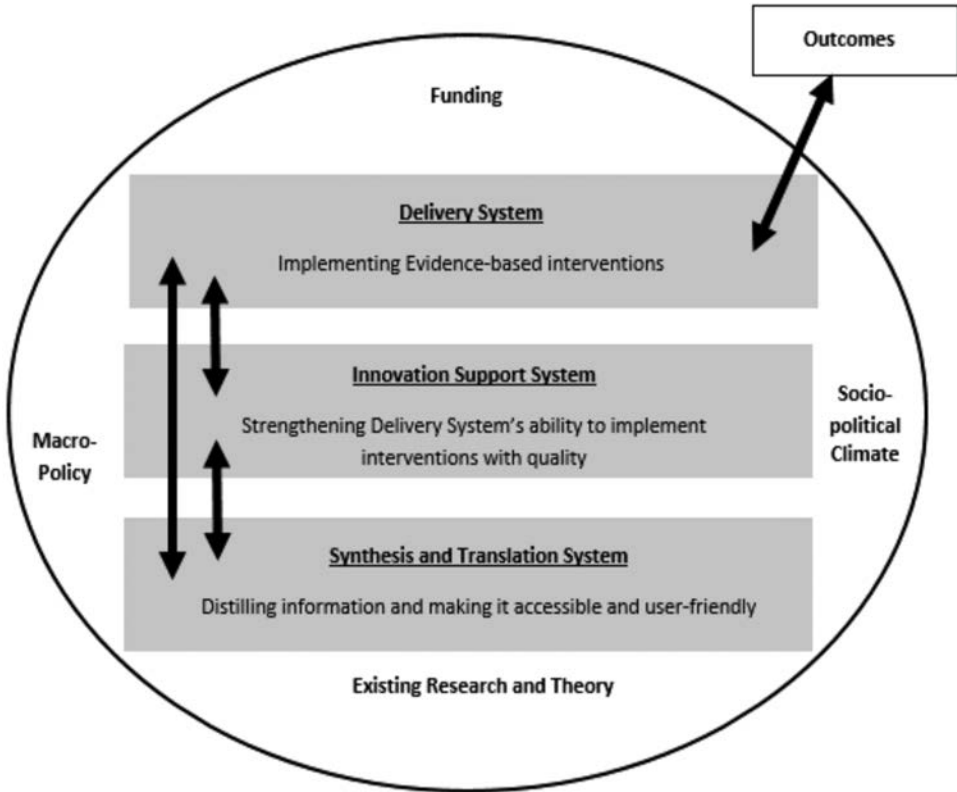 Outcomes
Funding
Delivery System
Implementing Evidence-based interventions
Innovation Support System
Strengthening Delivery System's ability to implement
interventions with quality
Macro-
Policy
Socio-
political
Climate
Synthesis and Translation System
Distilling information and making it accessible and user-friendly
Existing Research and Theory